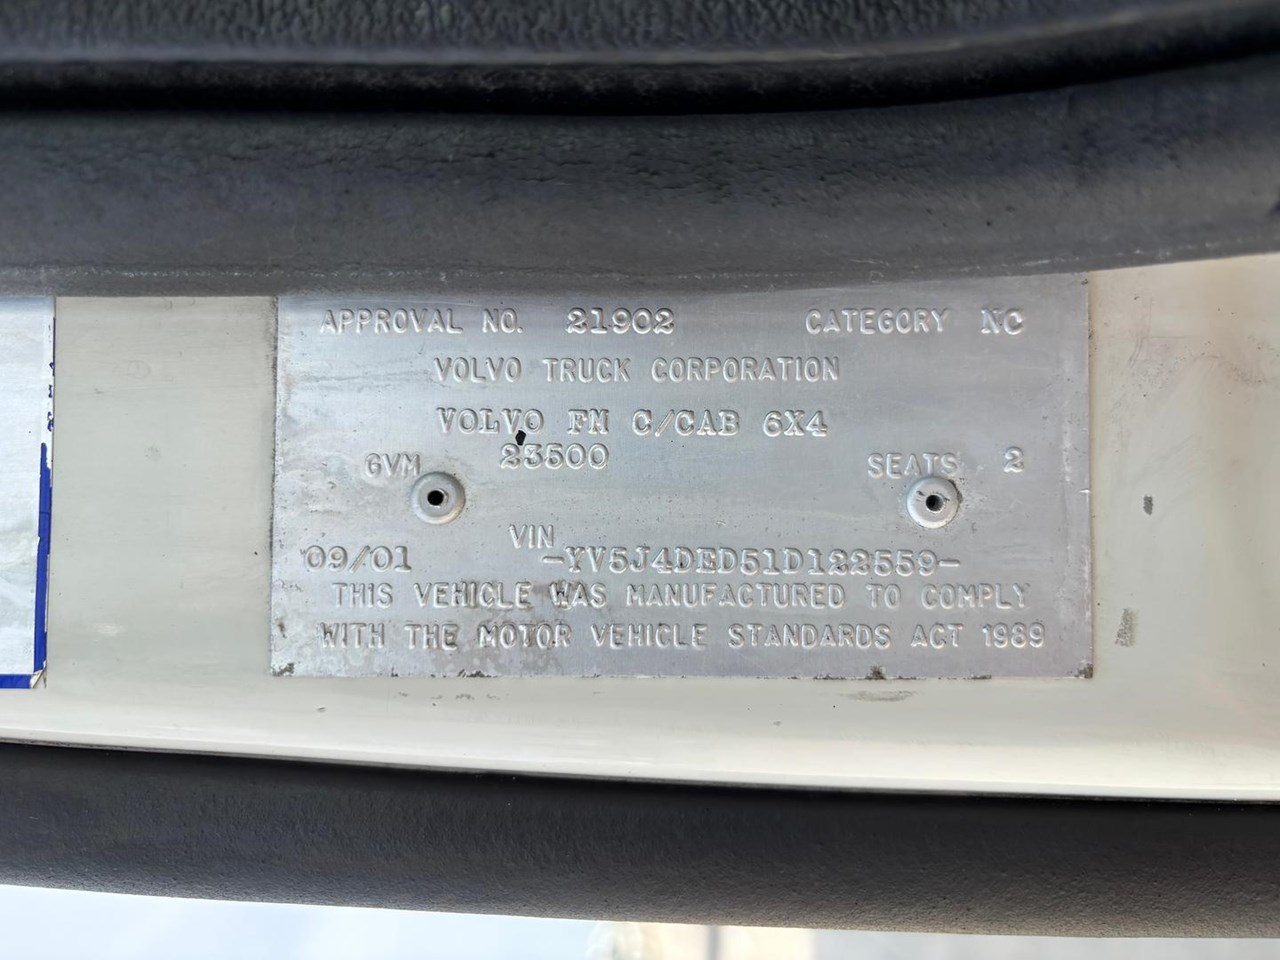 APPROVAL NO. 21902 CATEGORY NC
VOLVO TRUCK CORPORATION
VOLVO FM C/CAB 6X4
GVM 23500 SEATS 2
VIN
09/01 -YV5J4DED51D122559-
THIS VEHICLE WAS MANUFACTURED TO COMPLY
WITH THE MOTOR VEHICLE STANDARDS ACT 1989